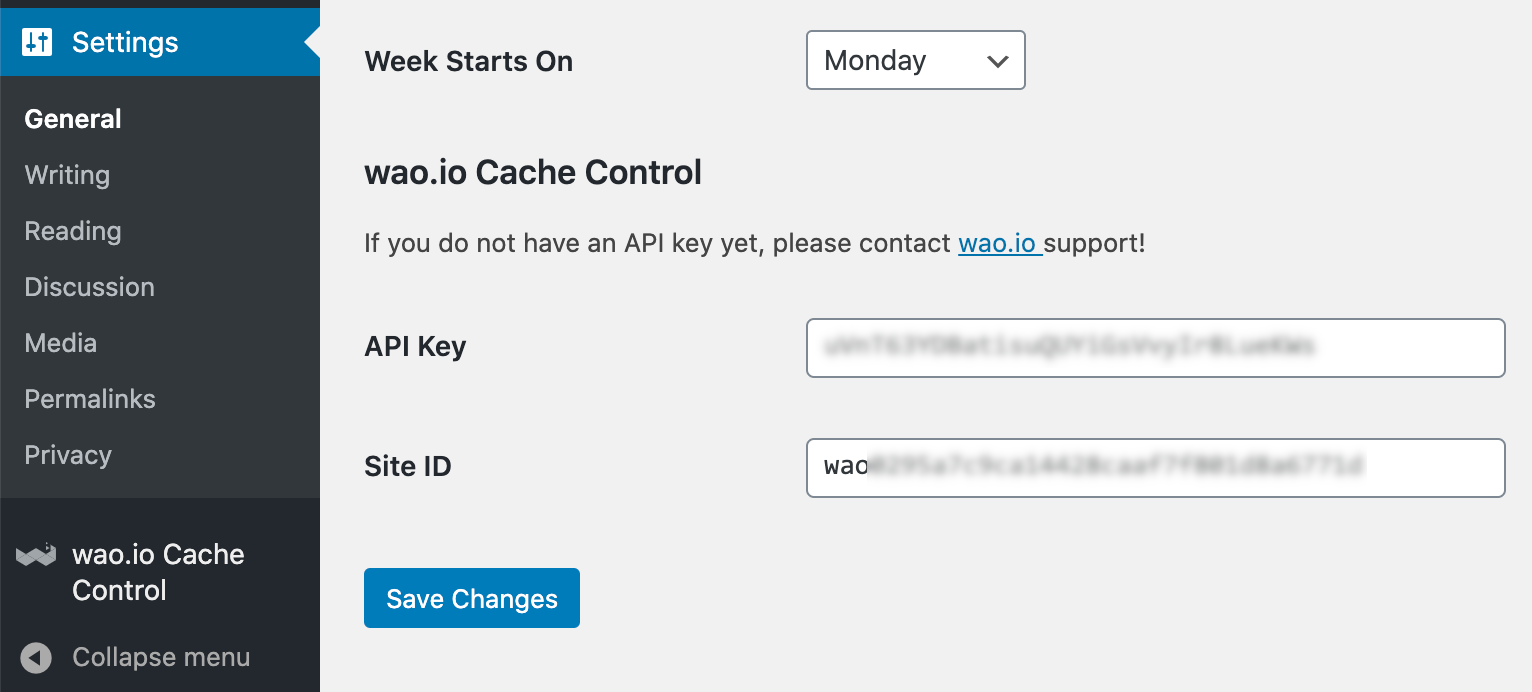 Settings
General
Writing
Reading
Discussion
Media
Permalinks
Privacy
wao.io Cache
Control
Collapse menu
Week Starts On
Monday
wao.io Cache Control
If you do not have an API key yet, please contact wao.io support!
API Key
Site ID
wao
Save Changes